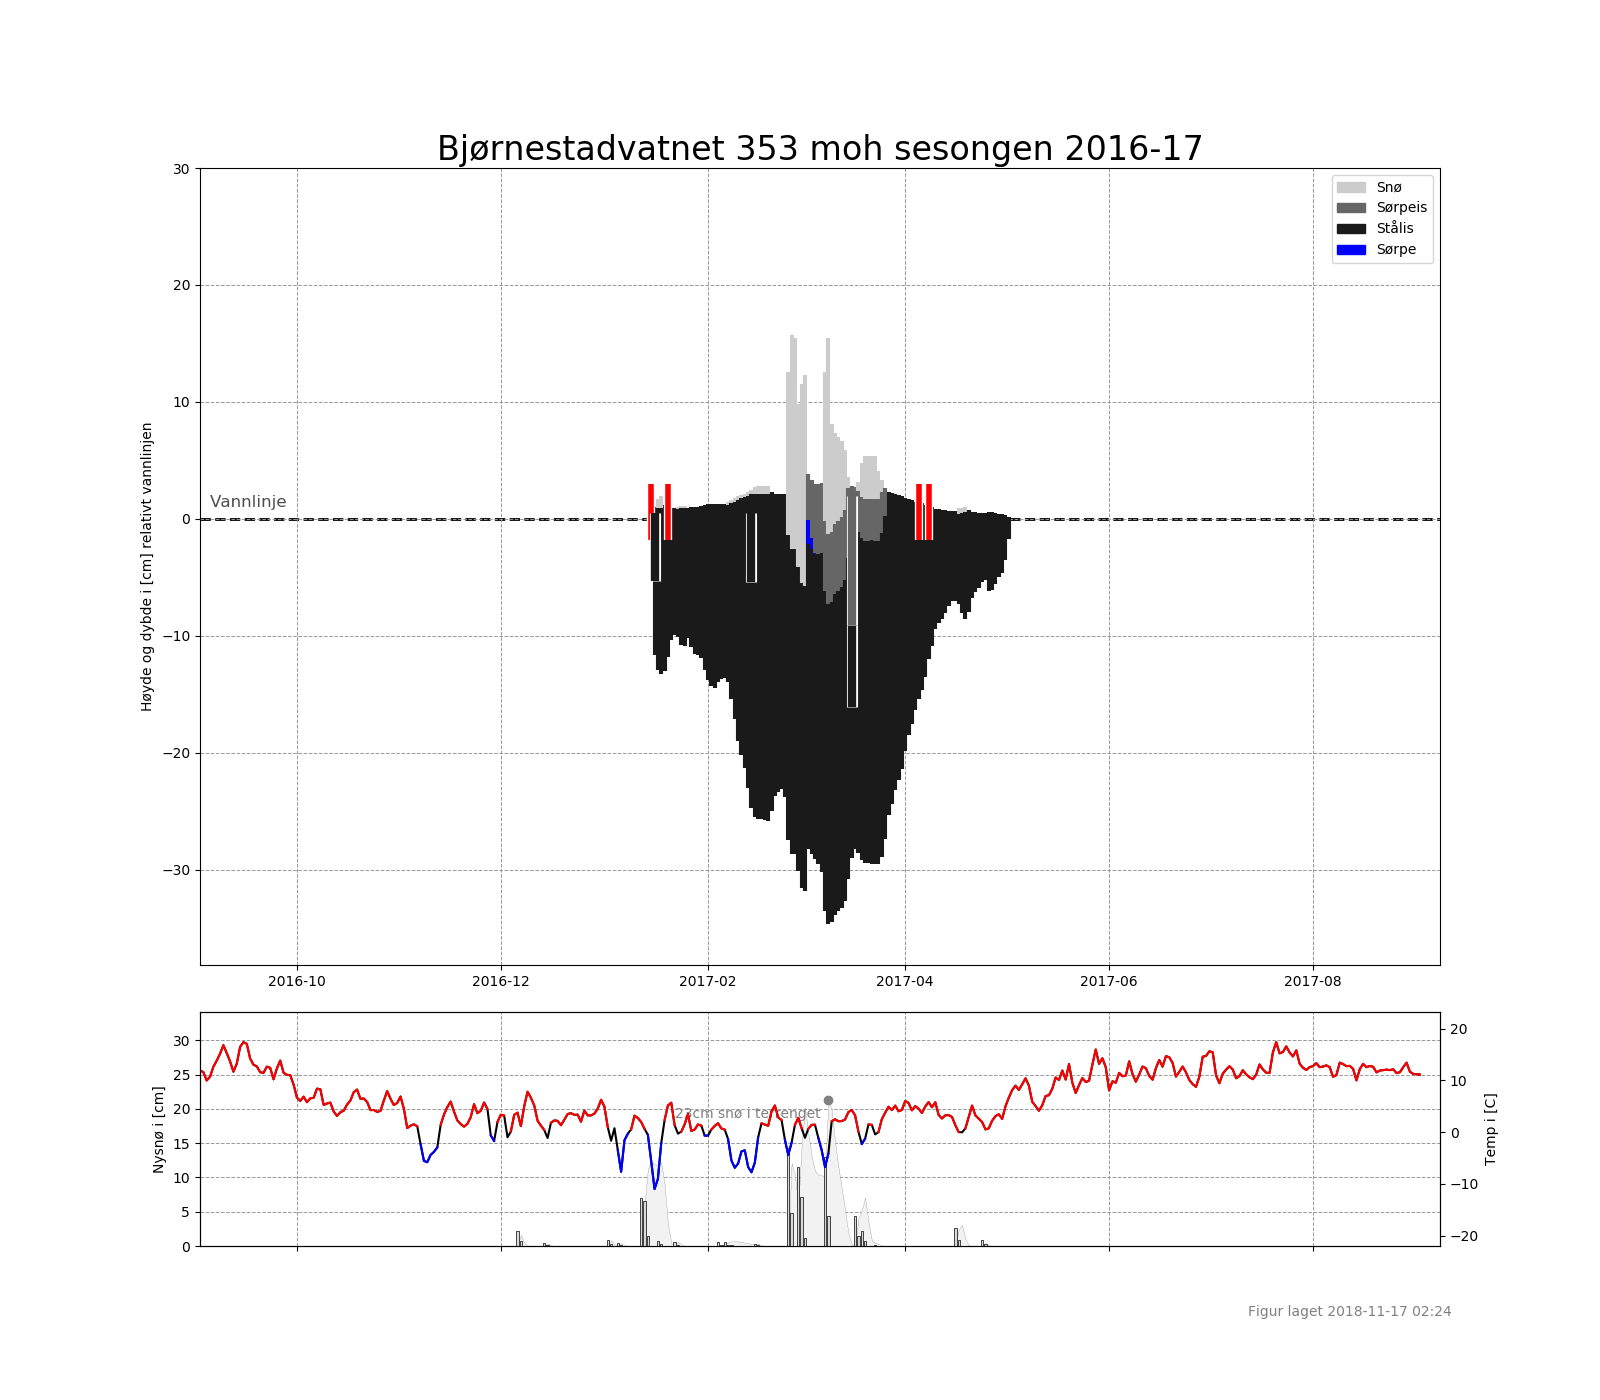 Bjørnestadvatnet 353 moh sesongen 2016-17
30
20
10
0
−10
−20
−30
Høyde og dybde i [cm] relativt vannlinjen
Vannlinje
Snø
Sørpeis
Stålis
Sørpe
2016-10 2016-12 2017-02 2017-04 2017-06 2017-08
30
25
20
15
10
5
0
Nysnø i [cm]
23cm snø i terrenget
20
10
0
−10
−20
Temp i [C]
Figur laget 2018-11-17 02:24